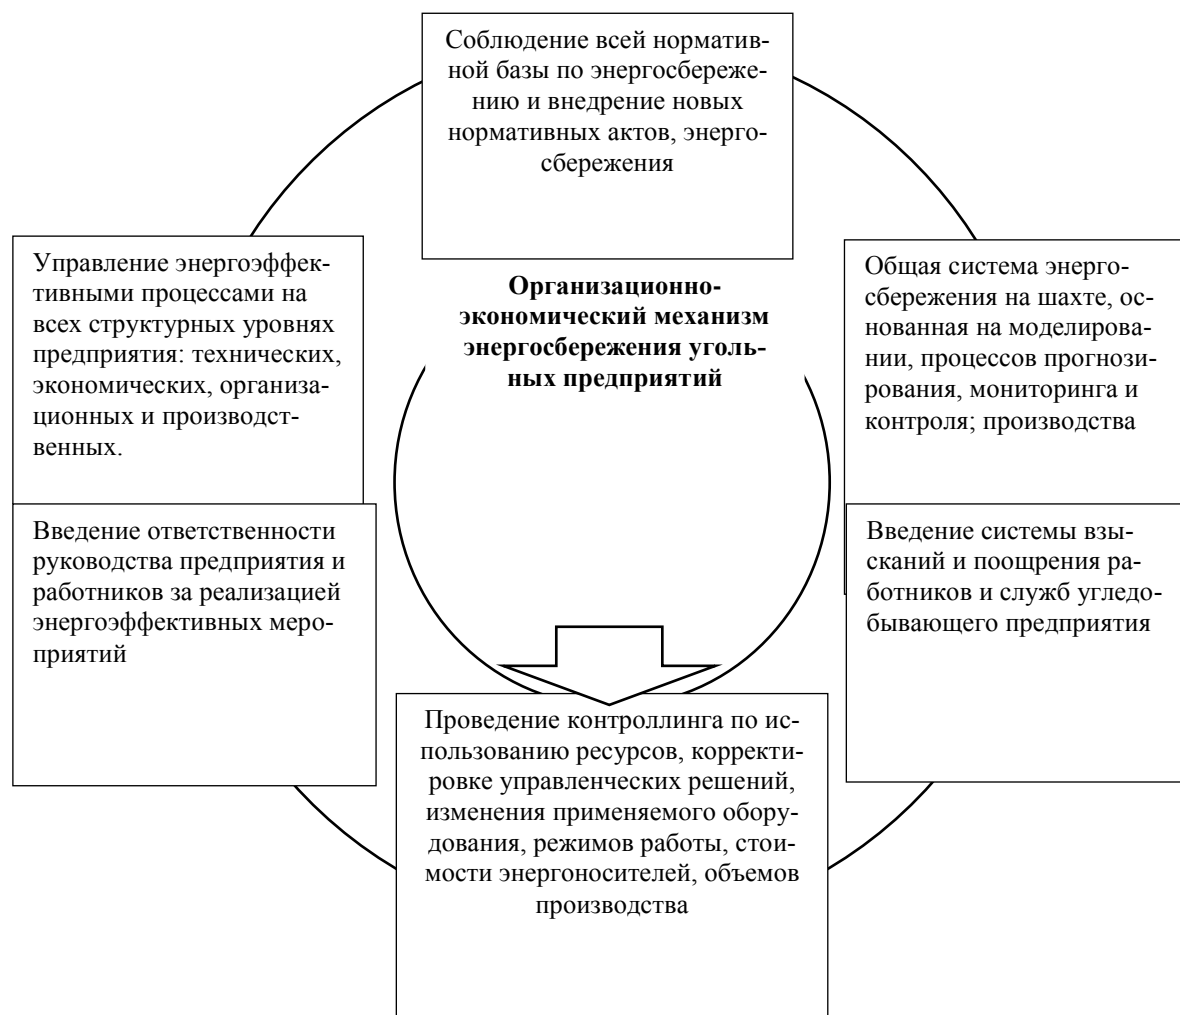 Соблюдение всей норматив-
ной базы по энергосбереже-
нию и внедрение новых
нормативных актов, энерго-
сбережения
Управление энергоэффек-
тивными процессами на
всех структурных уровнях
предприятия: технических,
экономических, организа-
ционных и производст-
венных.
Организационно-
экономический механизм
энергосбережения уголь-
ных предприятий
Общая система энерго-
сбережения на шахте, ос-
нованная на моделирова-
нии, процессов прогнози-
рования, мониторинга и
контроля; производства
Введение ответственности
руководства предприятия и
работников за реализацией
энергоэффективных меро-
приятий
Введение системы взы-
сканий и поощрения ра-
ботников и служб угледо-
бывающего предприятия
Проведение контроллинга по ис-
пользованию ресурсов, корректи-
ровке управленческих решений,
изменения применяемого обору-
дования, режимов работы, стои-
мости энергоносителей, объемов
производства